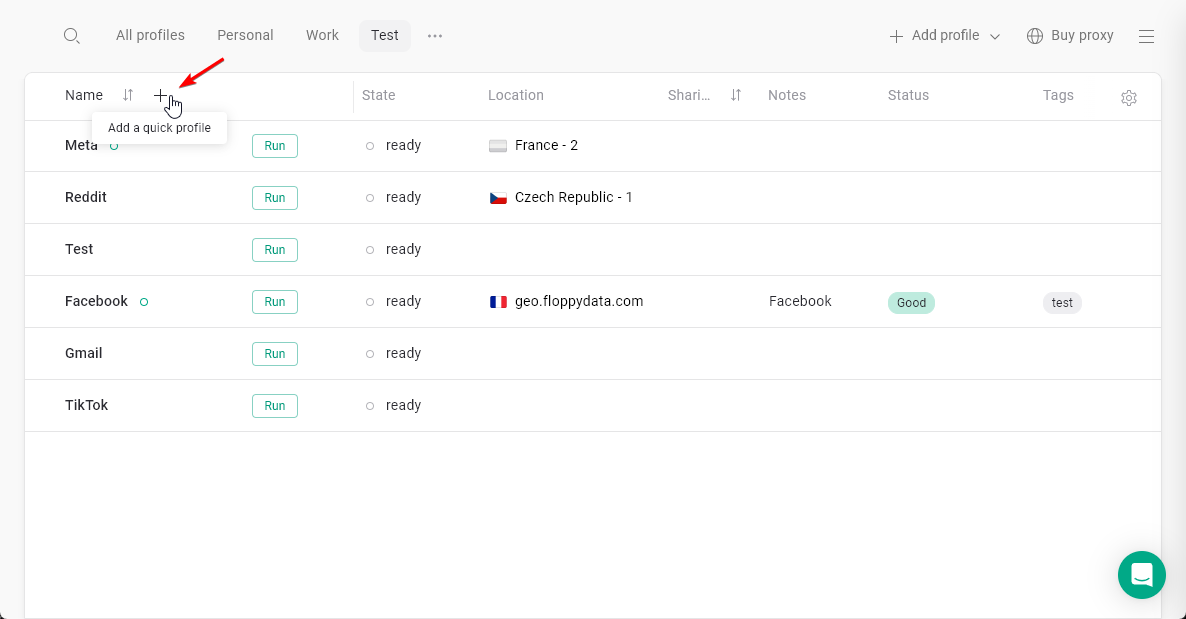 All profiles Personal Work Test ··· Add profile Buy proxy
Name State Location Shari... Notes Status Tags
Add a quick profile
Meta Run ready France - 2
Reddit Run ready Czech Republic - 1
Test Run ready
Facebook Run ready geo.floppydata.com Facebook Good test
Gmail Run ready
TikTok Run ready